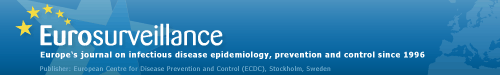 Eurosurveillance
Europe's journal on infectious disease epidemiology, prevention and control since 1996
Publisher: European Centre for Disease Prevention and Control (ECDC), Stockholm, Sweden